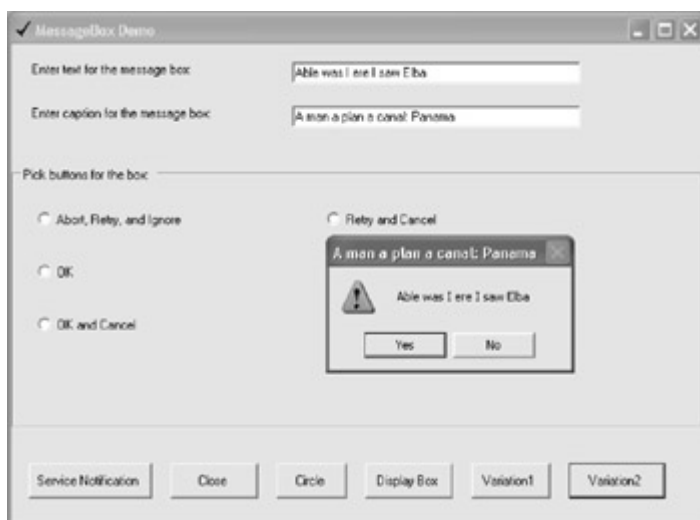 MessageBox Demo
Enter text for the message box:
Able was I ere I saw Elba
Enter caption for the message box:
A man a plan a canal: Panama
Pick buttons for the box:
Abort, Retry, and Ignore
Retry and Cancel
OK
OK and Cancel
A man a plan a canal: Panama
Able was I ere I saw Elba
Yes
No
Service Notification
Close
Circle
Display Box
Variation1
Variation2